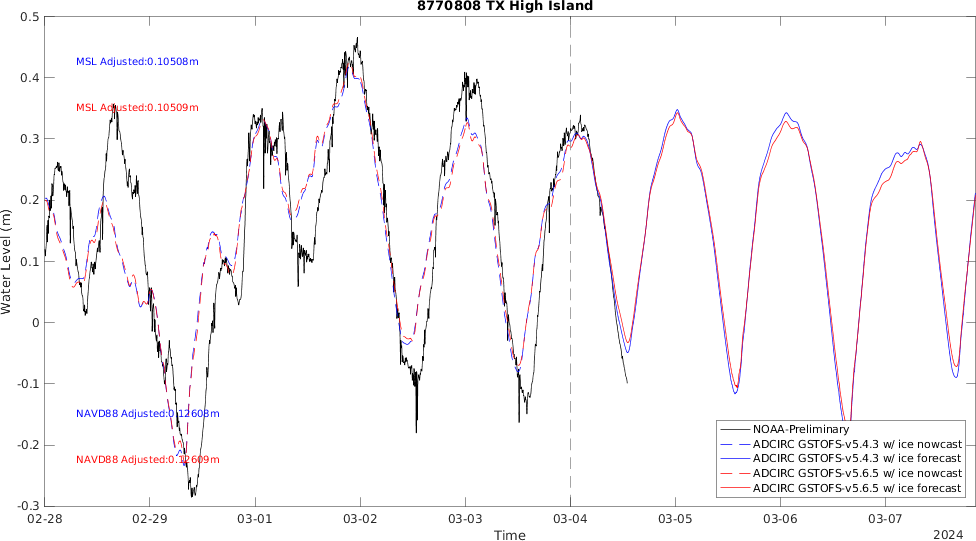 8770808 TX High Island
0.5
0.4
0.3
0.2
0.1
0
-0.1
-0.2
-0.3
Water Level (m)
MSL Adjusted:0.10508m
MSL Adjusted:0.10509m
NAVD88 Adjusted:0.12608m
NAVD88 Adjusted:0.12609m
NOAA-Preliminary
ADCIRC GSTOFS-v5.4.3 w/ ice nowcast
ADCIRC GSTOFS-v5.4.3 w/ ice forecast
ADCIRC GSTOFS-v5.6.5 w/ ice nowcast
ADCIRC GSTOFS-v5.6.5 w/ ice forecast
02-28 02-29 03-01 03-02 03-03 03-04 03-05 03-06 03-07
Time
2024